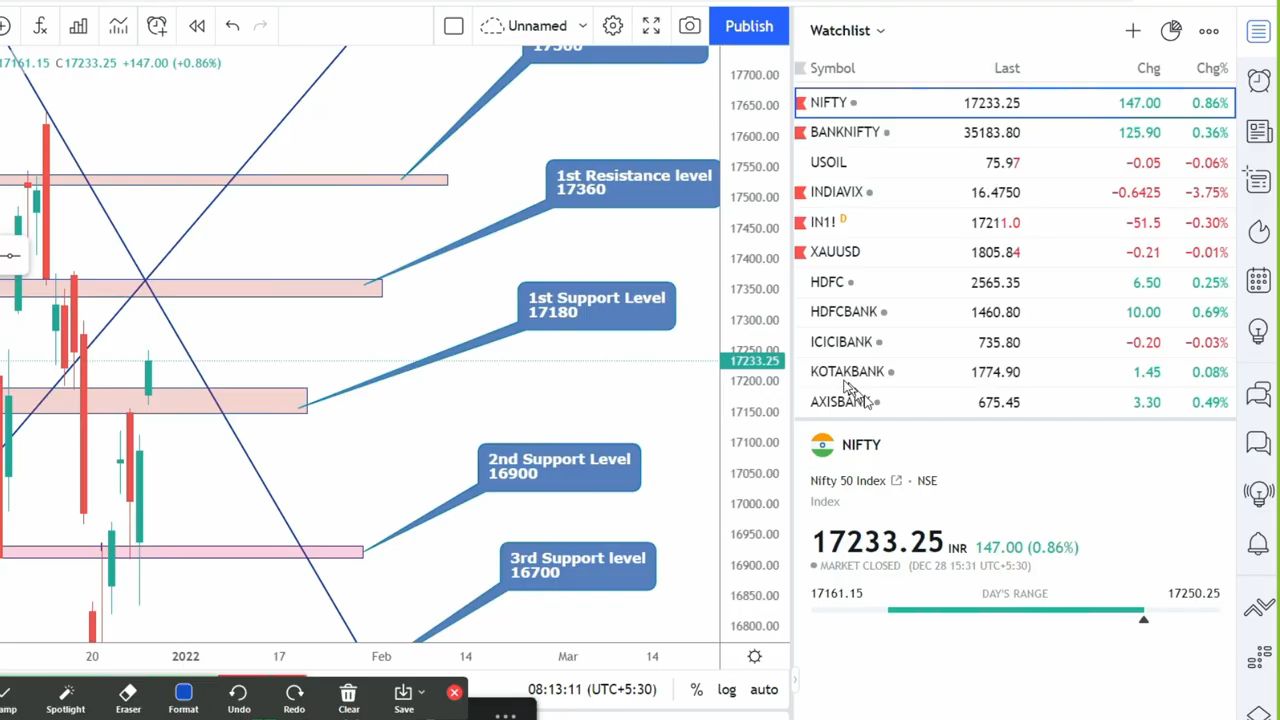 Unnamed
Publish
17161.15 C17233.25 +147.00 (+0.86%)
17560
1st Resistance level
17360
1st Support Level
17180
2nd Support Level
16900
3rd Support level
16700
17700.00
17650.00
17600.00
17550.00
17500.00
17450.00
17400.00
17350.00
17300.00
17250.00
17233.25
17200.00
17150.00
17100.00
17050.00
17000.00
16950.00
16900.00
16850.00
16800.00
20 2022 17 Feb 14 Mar 14
08:13:11 (UTC+5:30) % log auto
Spotlight Eraser Format Undo Redo Clear Save
Watchlist
Symbol Last Chg Chg%
NIFTY 17233.25 147.00 0.86%
BANKNIFTY 35183.80 125.90 0.36%
USOIL 75.97 −0.05 −0.06%
INDIAVIX 16.4750 −0.6425 −3.75%
IN1! D 17211.0 −51.5 −0.30%
XAUUSD 1805.84 −0.21 −0.01%
HDFC 2565.35 6.50 0.25%
HDFCBANK 1460.80 10.00 0.69%
ICICIBANK 735.80 −0.20 −0.03%
KOTAKBANK 1774.90 1.45 0.08%
AXISBANK 675.45 3.30 0.49%
NIFTY
Nifty 50 Index • NSE
Index
17233.25 INR 147.00 (0.86%)
MARKET CLOSED (DEC 28 15:31 UTC+5:30)
17161.15 DAY'S RANGE 17250.25